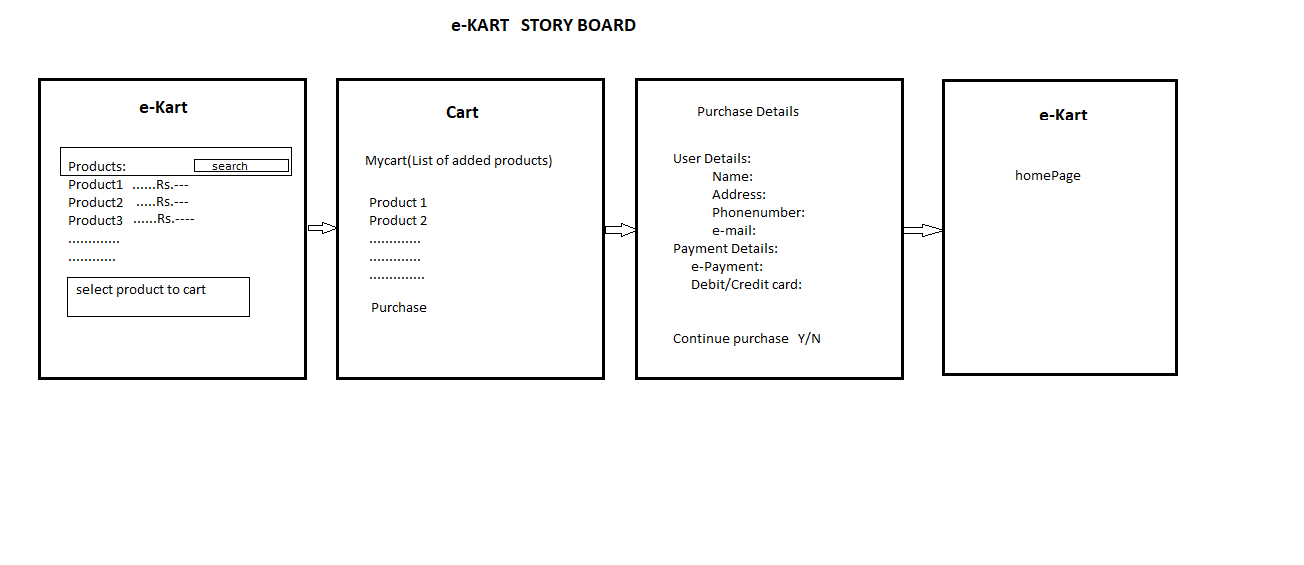 e-KART STORY BOARD
e-Kart
Products: search
Product1 ......Rs.---
Product2 .....Rs.---
Product3 ......Rs.----
.............
............
select product to cart
Cart
Mycart(List of added products)
Product 1
Product 2
.............
.............
..............
Purchase
Purchase Details
User Details:
Name:
Address:
Phonenumber:
e-mail:
Payment Details:
e-Payment:
Debit/Credit card:
Continue purchase Y/N
e-Kart
homePage